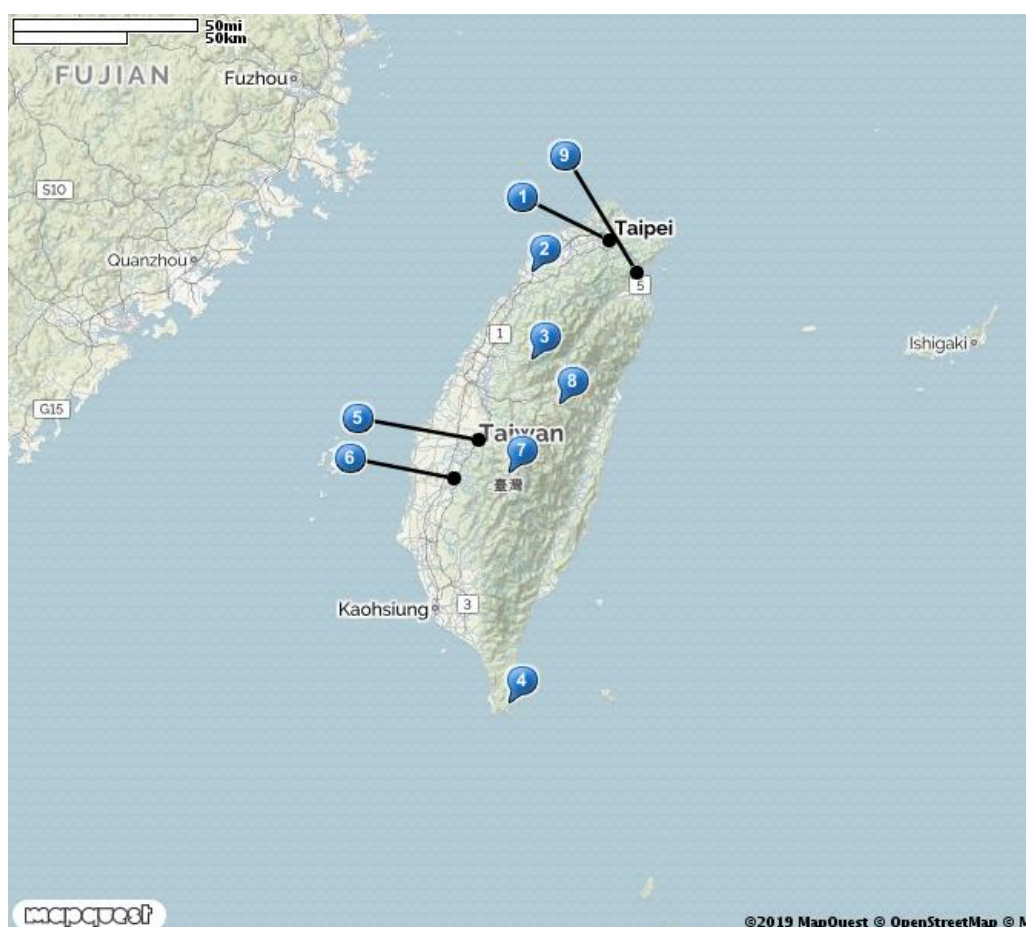 50mi
50km
FUJIAN
Fuzhou
S10
9
1
Taipei
Quanzhou
2
5
1
3
Ishigaki
8
G15
5
Taiwan
6
7
臺灣
Kaohsiung
3
4
mapquest
©2019 MapQuest © OpenStreetMap © M